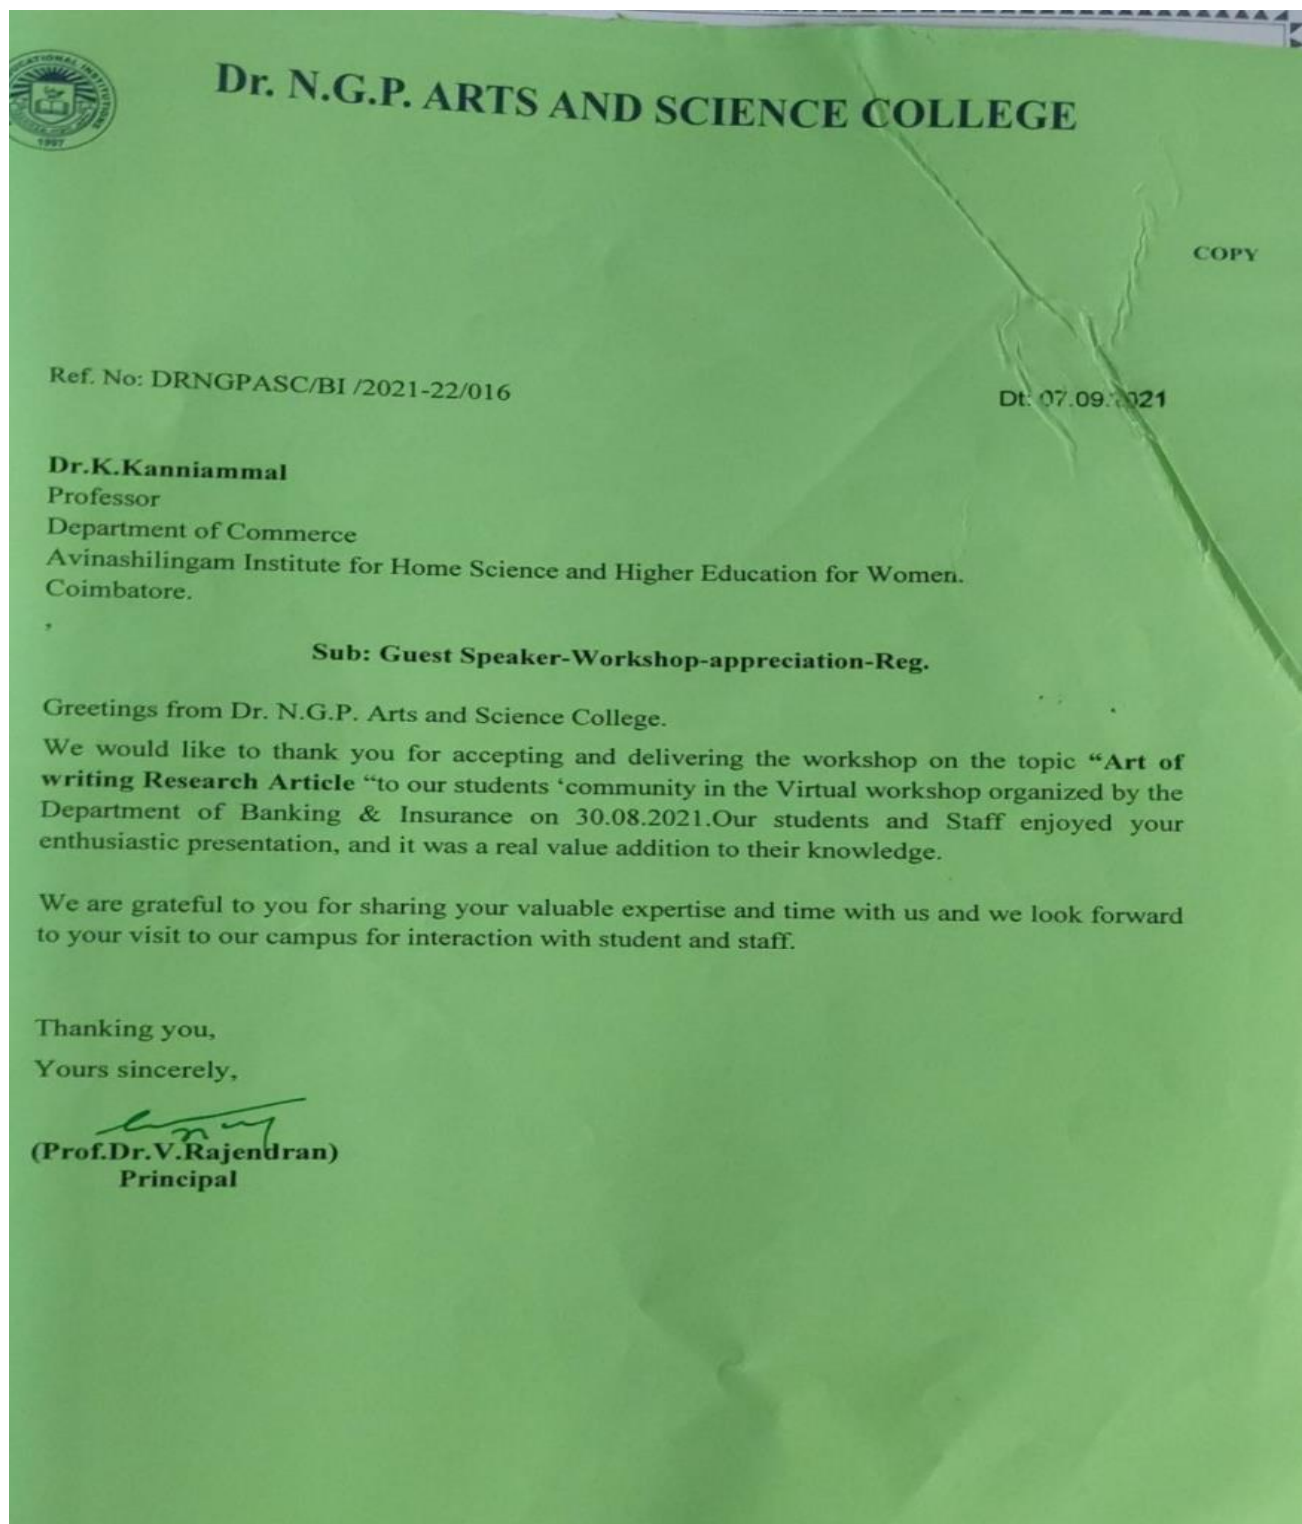 Dr. N.G.P. ARTS AND SCIENCE COLLEGE
1997
COPY
Ref. No: DRNGPASC/BI /2021-22/016
Dt: 07.09.2021
Dr.K.Kanniammal
Professor
Department of Commerce
Avinashilingam Institute for Home Science and Higher Education for Women.
Coimbatore.
,
Sub: Guest Speaker-Workshop-appreciation-Reg.
Greetings from Dr. N.G.P. Arts and Science College.
We would like to thank you for accepting and delivering the workshop on the topic “Art of
writing Research Article “to our students ‘community in the Virtual workshop organized by the
Department of Banking & Insurance on 30.08.2021.Our students and Staff enjoyed your
enthusiastic presentation, and it was a real value addition to their knowledge.
We are grateful to you for sharing your valuable expertise and time with us and we look forward
to your visit to our campus for interaction with student and staff.
Thanking you,
Yours sincerely,
(Prof.Dr.V.Rajendran)
Principal